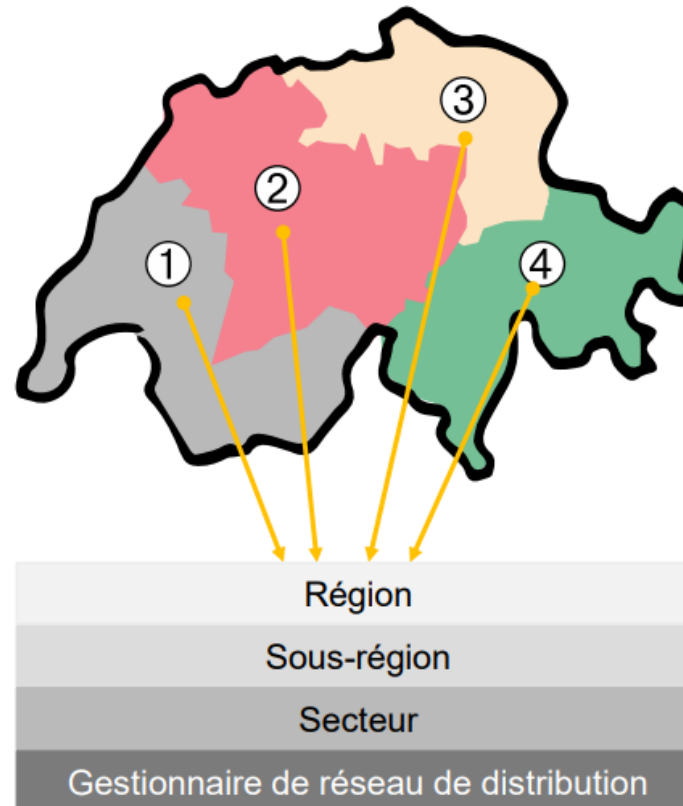 ③
②
①
④
Région
Sous-région
Secteur
Gestionnaire de réseau de distribution